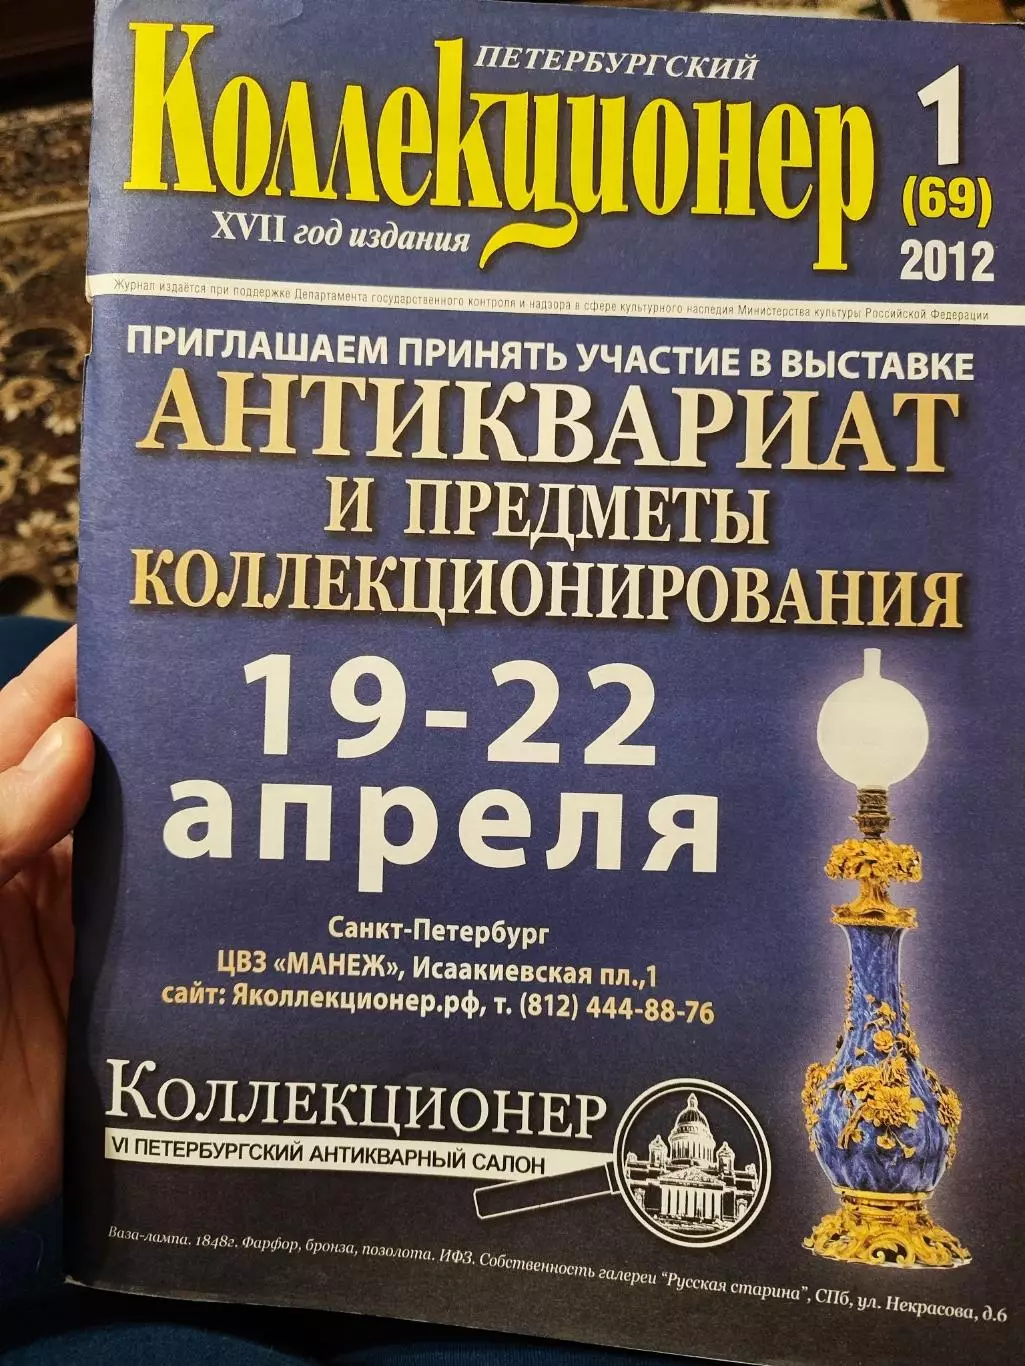 ПЕТЕРБУРГСКИЙ
Коллекционер
XVII год издания
1
(69)
2012
Журнал издаётся при поддержке Департамента государственного контроля и надзора в сфере культурного наследия Министерства культуры Российской Федерации
ПРИГЛАШАЕМ ПРИНЯТЬ УЧАСТИЕ В ВЫСТАВКЕ
АНТИКВАРИАТ
И ПРЕДМЕТЫ
КОЛЛЕКЦИОНИРОВАНИЯ
19-22
апреля
Санкт-Петербург
ЦВЗ «МАНЕЖ», Исаакиевская пл.,1
сайт: Яколлекционер.рф, т. (812) 444-88-76
КОЛЛЕКЦИОНЕР
VI ПЕТЕРБУРГСКИЙ АНТИКВАРНЫЙ САЛОН
Ваза-лампа. 1848г. Фарфор, бронза, позолота. ИФЗ. Собственность галереи "Русская старина", СПб, ул. Некрасова, д.6